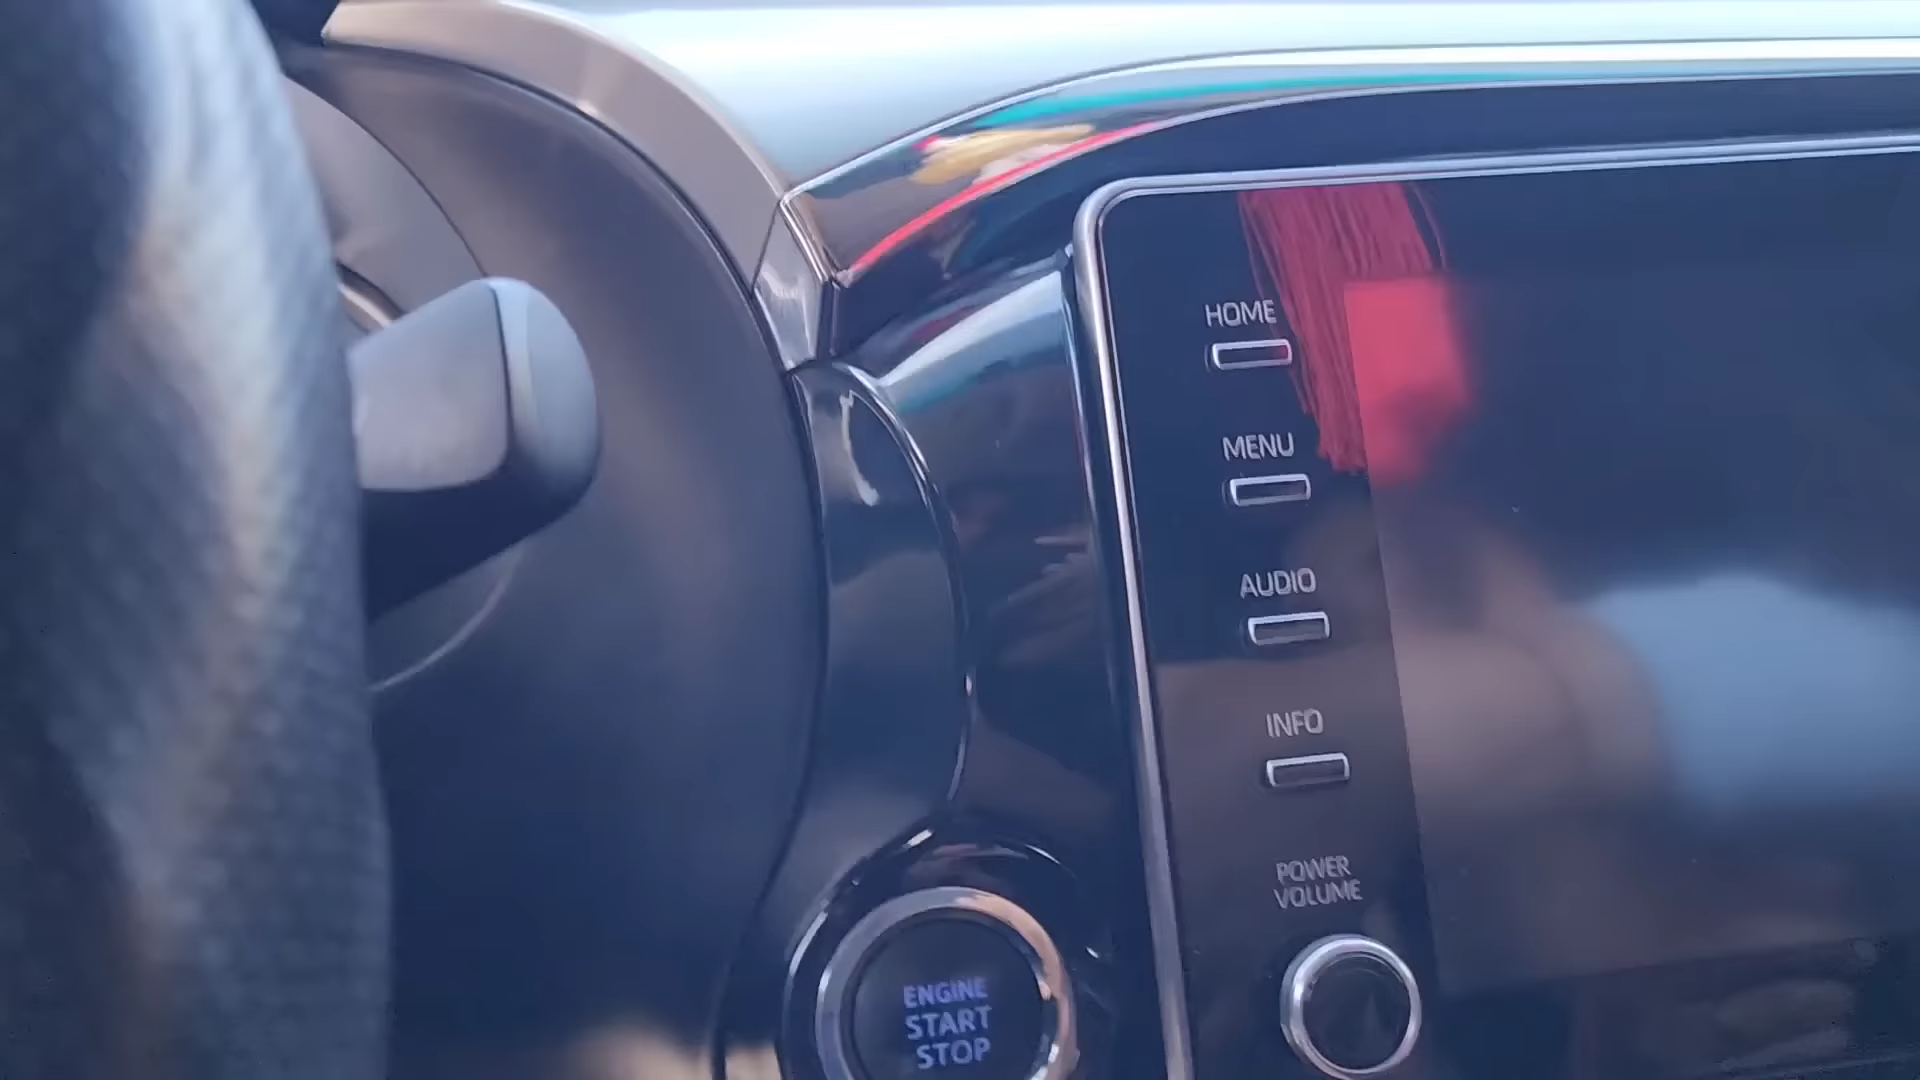 HOME
MENU
AUDIO
INFO
POWER
VOLUME
ENGINE
START
STOP